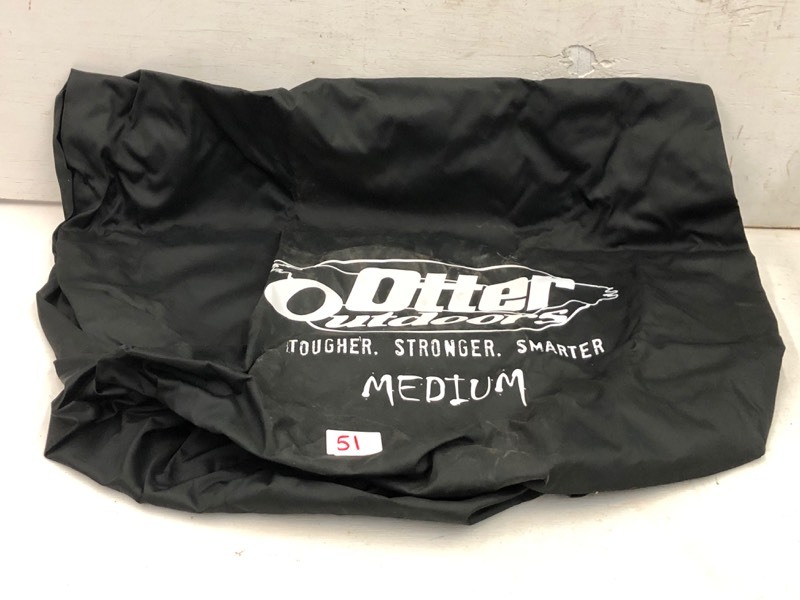 Otter
Outdoors
TOUGHER. STRONGER. SMARTER
MEDIUM
51